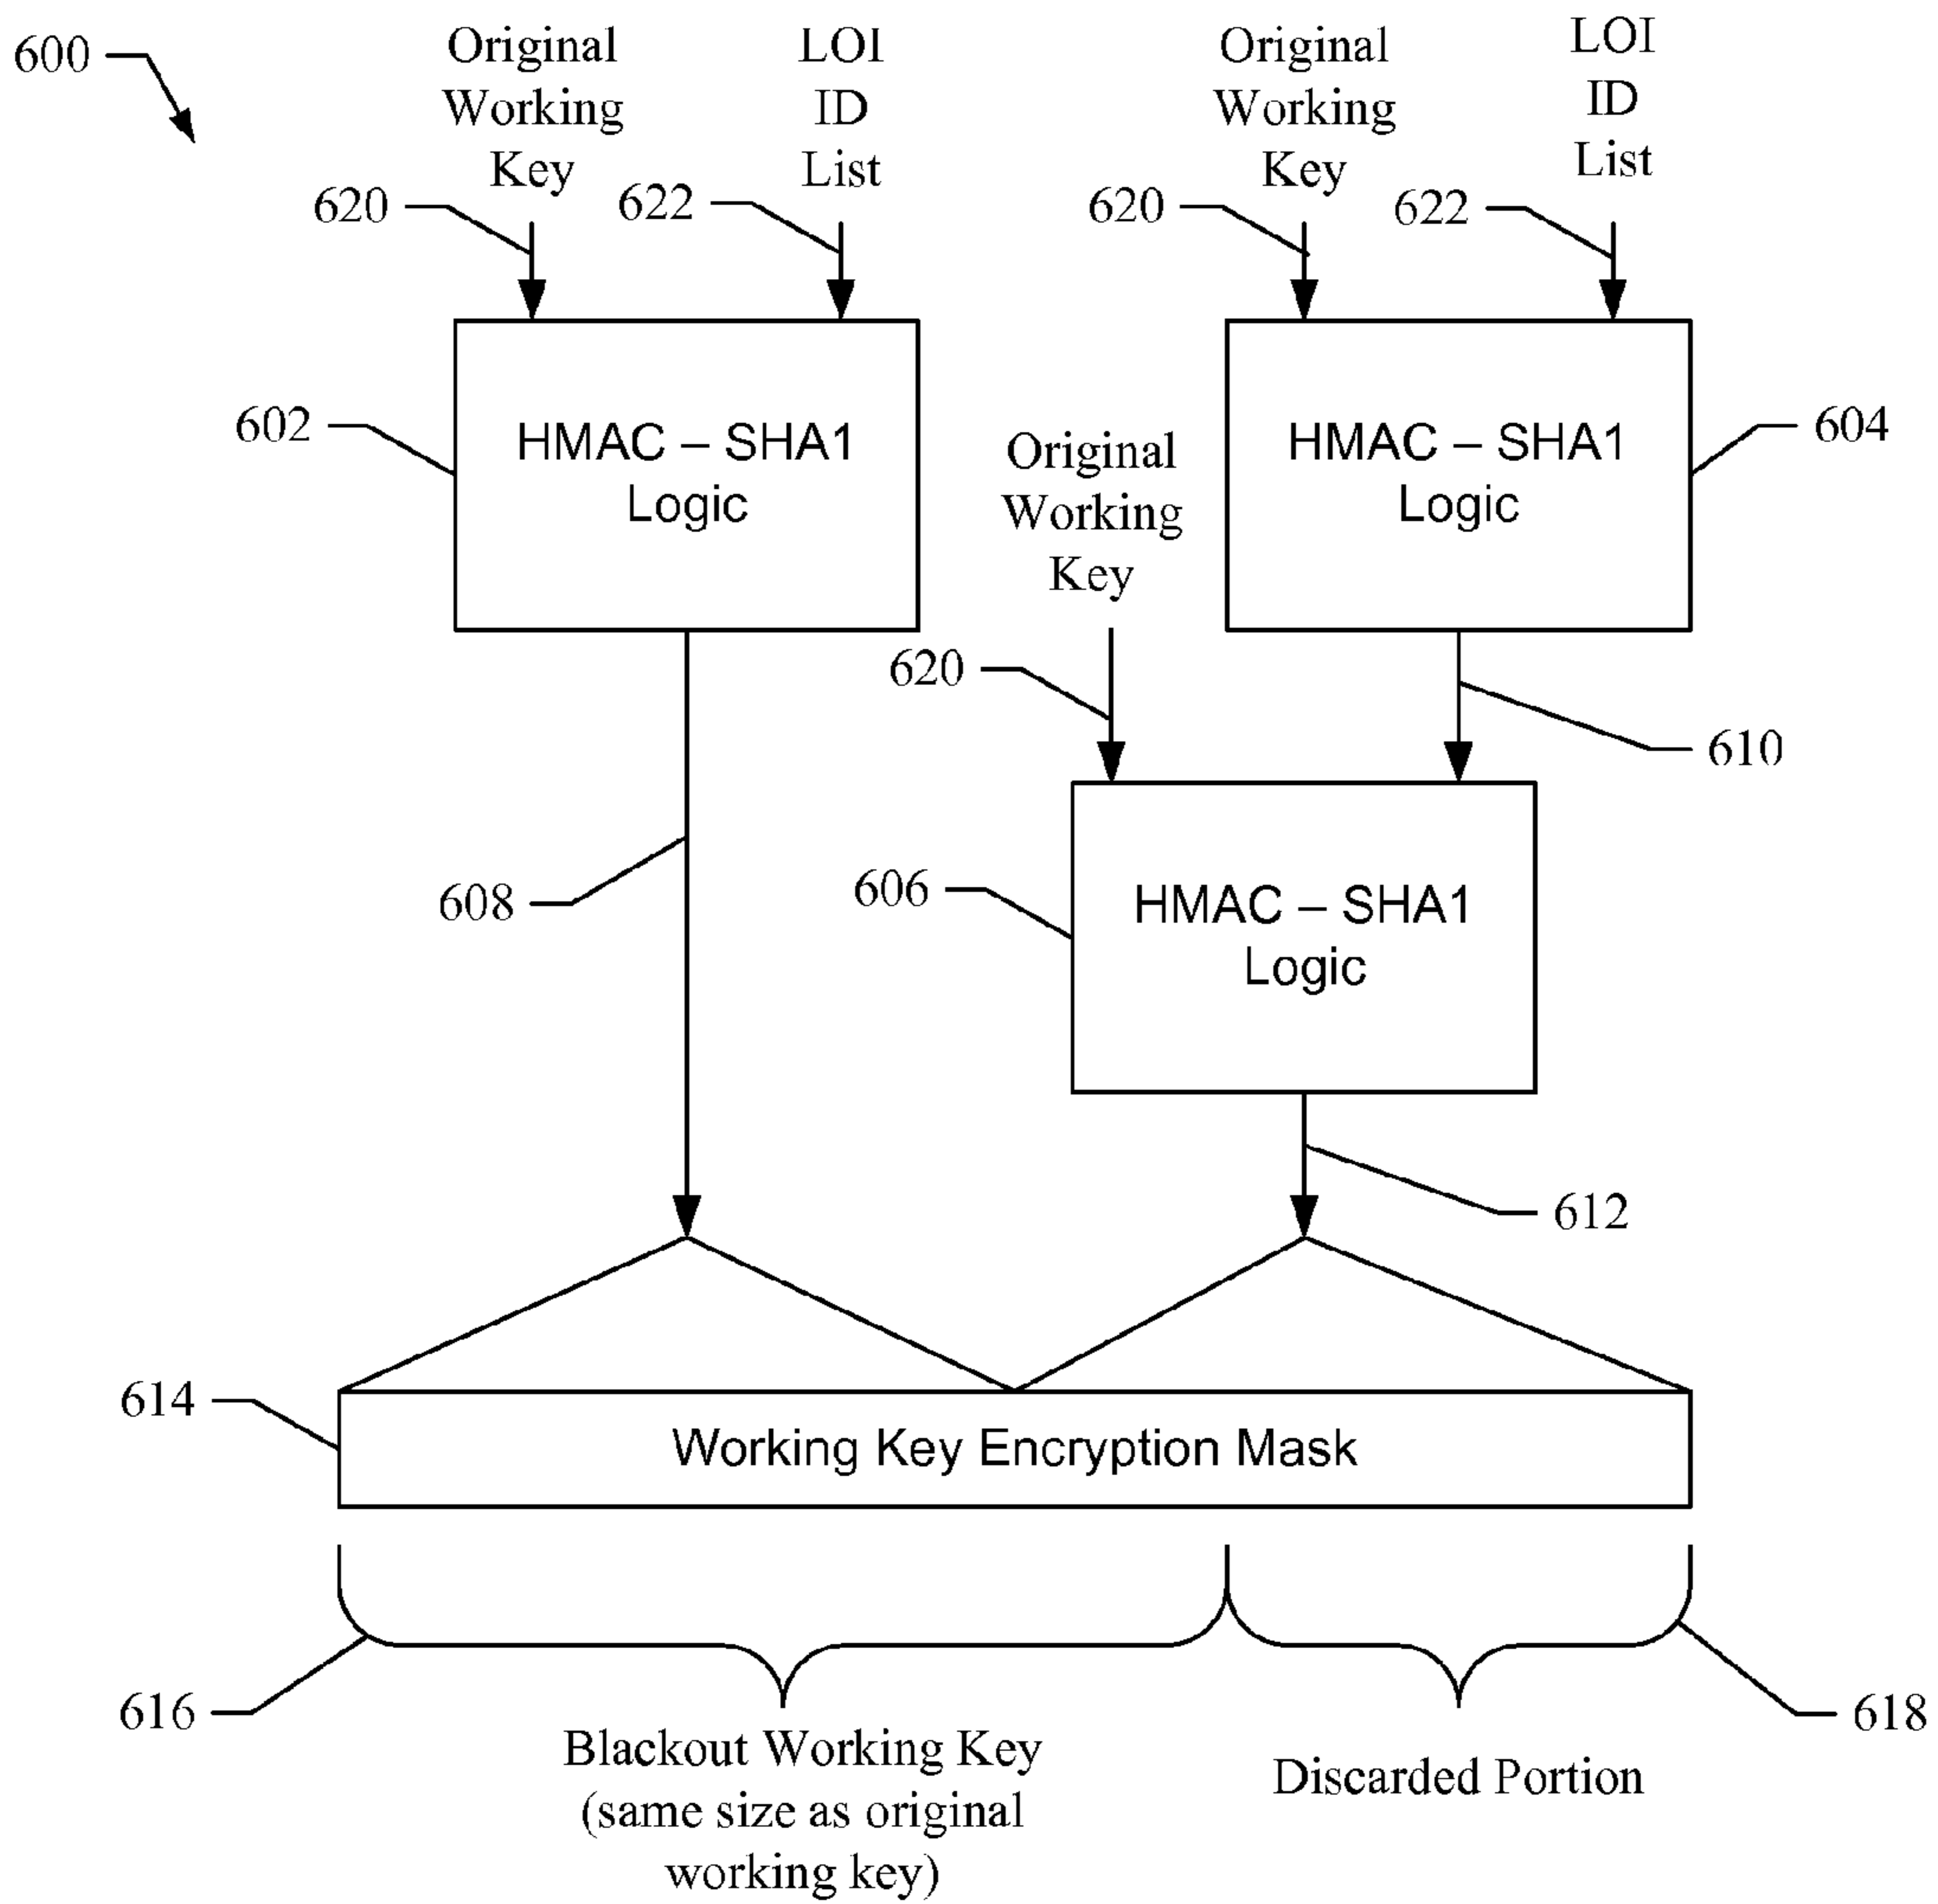 600
Original
Working
Key
LOI
ID
List
Original
Working
Key
LOI
ID
List
620
622
620
622
602
HMAC – SHA1
Logic
HMAC – SHA1
Logic
604
Original
Working
Key
620
610
608
606
HMAC – SHA1
Logic
612
614
Working Key Encryption Mask
616
618
Blackout Working Key
(same size as original
working key)
Discarded Portion